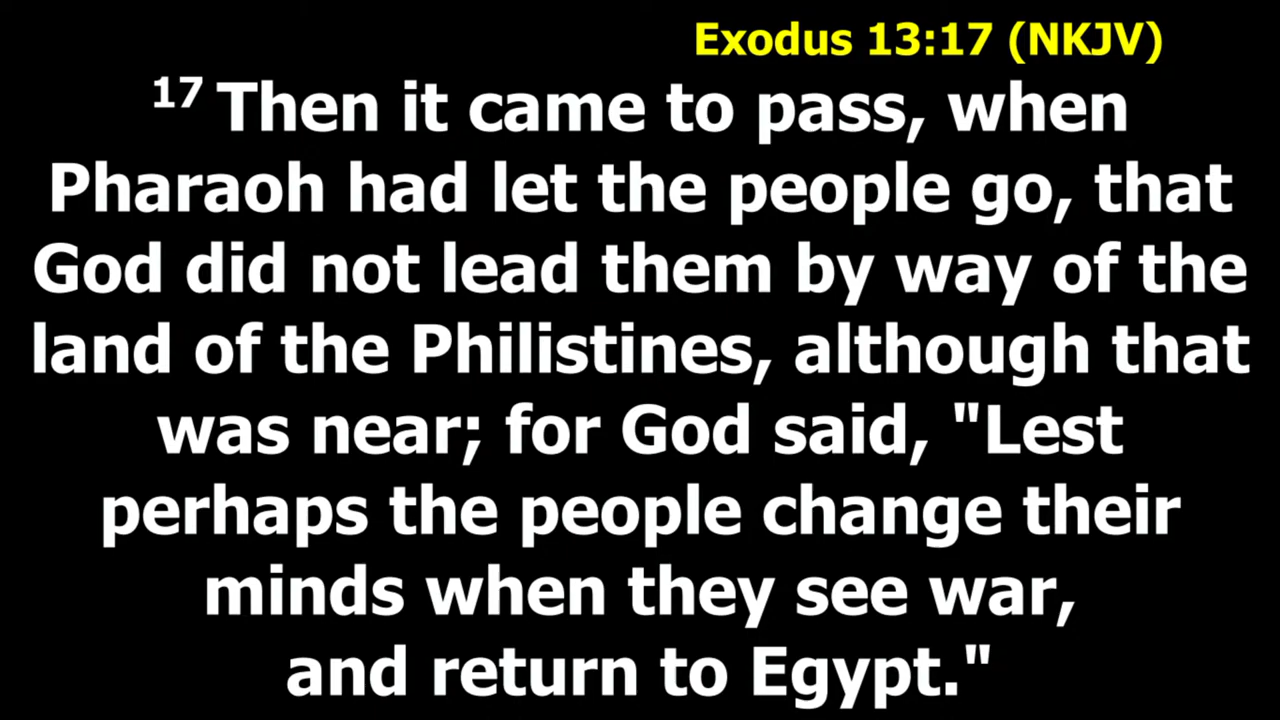 Exodus 13:17 (NKJV)
17 Then it came to pass, when
Pharaoh had let the people go, that
God did not lead them by way of the
land of the Philistines, although that
was near; for God said, "Lest
perhaps the people change their
minds when they see war,
and return to Egypt."